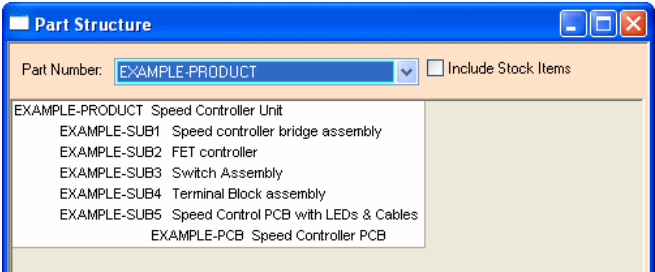 Part Structure
Part Number: EXAMPLE-PRODUCT Include Stock Items
EXAMPLE-PRODUCT Speed Controller Unit
EXAMPLE-SUB1 Speed controller bridge assembly
EXAMPLE-SUB2 FET controller
EXAMPLE-SUB3 Switch Assembly
EXAMPLE-SUB4 Terminal Block assembly
EXAMPLE-SUB5 Speed Control PCB with LEDs & Cables
EXAMPLE-PCB Speed Controller PCB